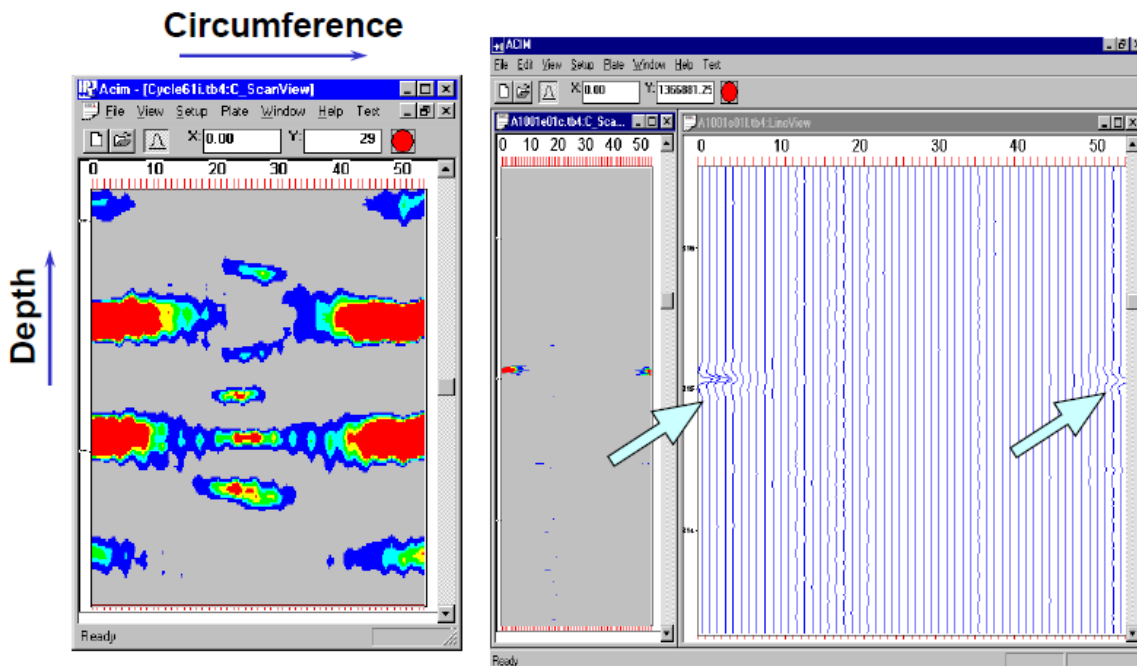 Circumference
Depth
Acim - [Cycle61i.tb4:C_ScanView]
File View Setup Plate Window Help Test
X: 0.00 Y: 29
0 10 20 30 40 50
Ready
ACIM
File Edit View Setup Plate Window Help Test
X: 0.00 Y: 1366881.25
A1001e01c.tb4:C_Sca...
0 10 20 30 40 50
A1001e01l.tb4:LineView
0 10 20 30 40 50
Ready